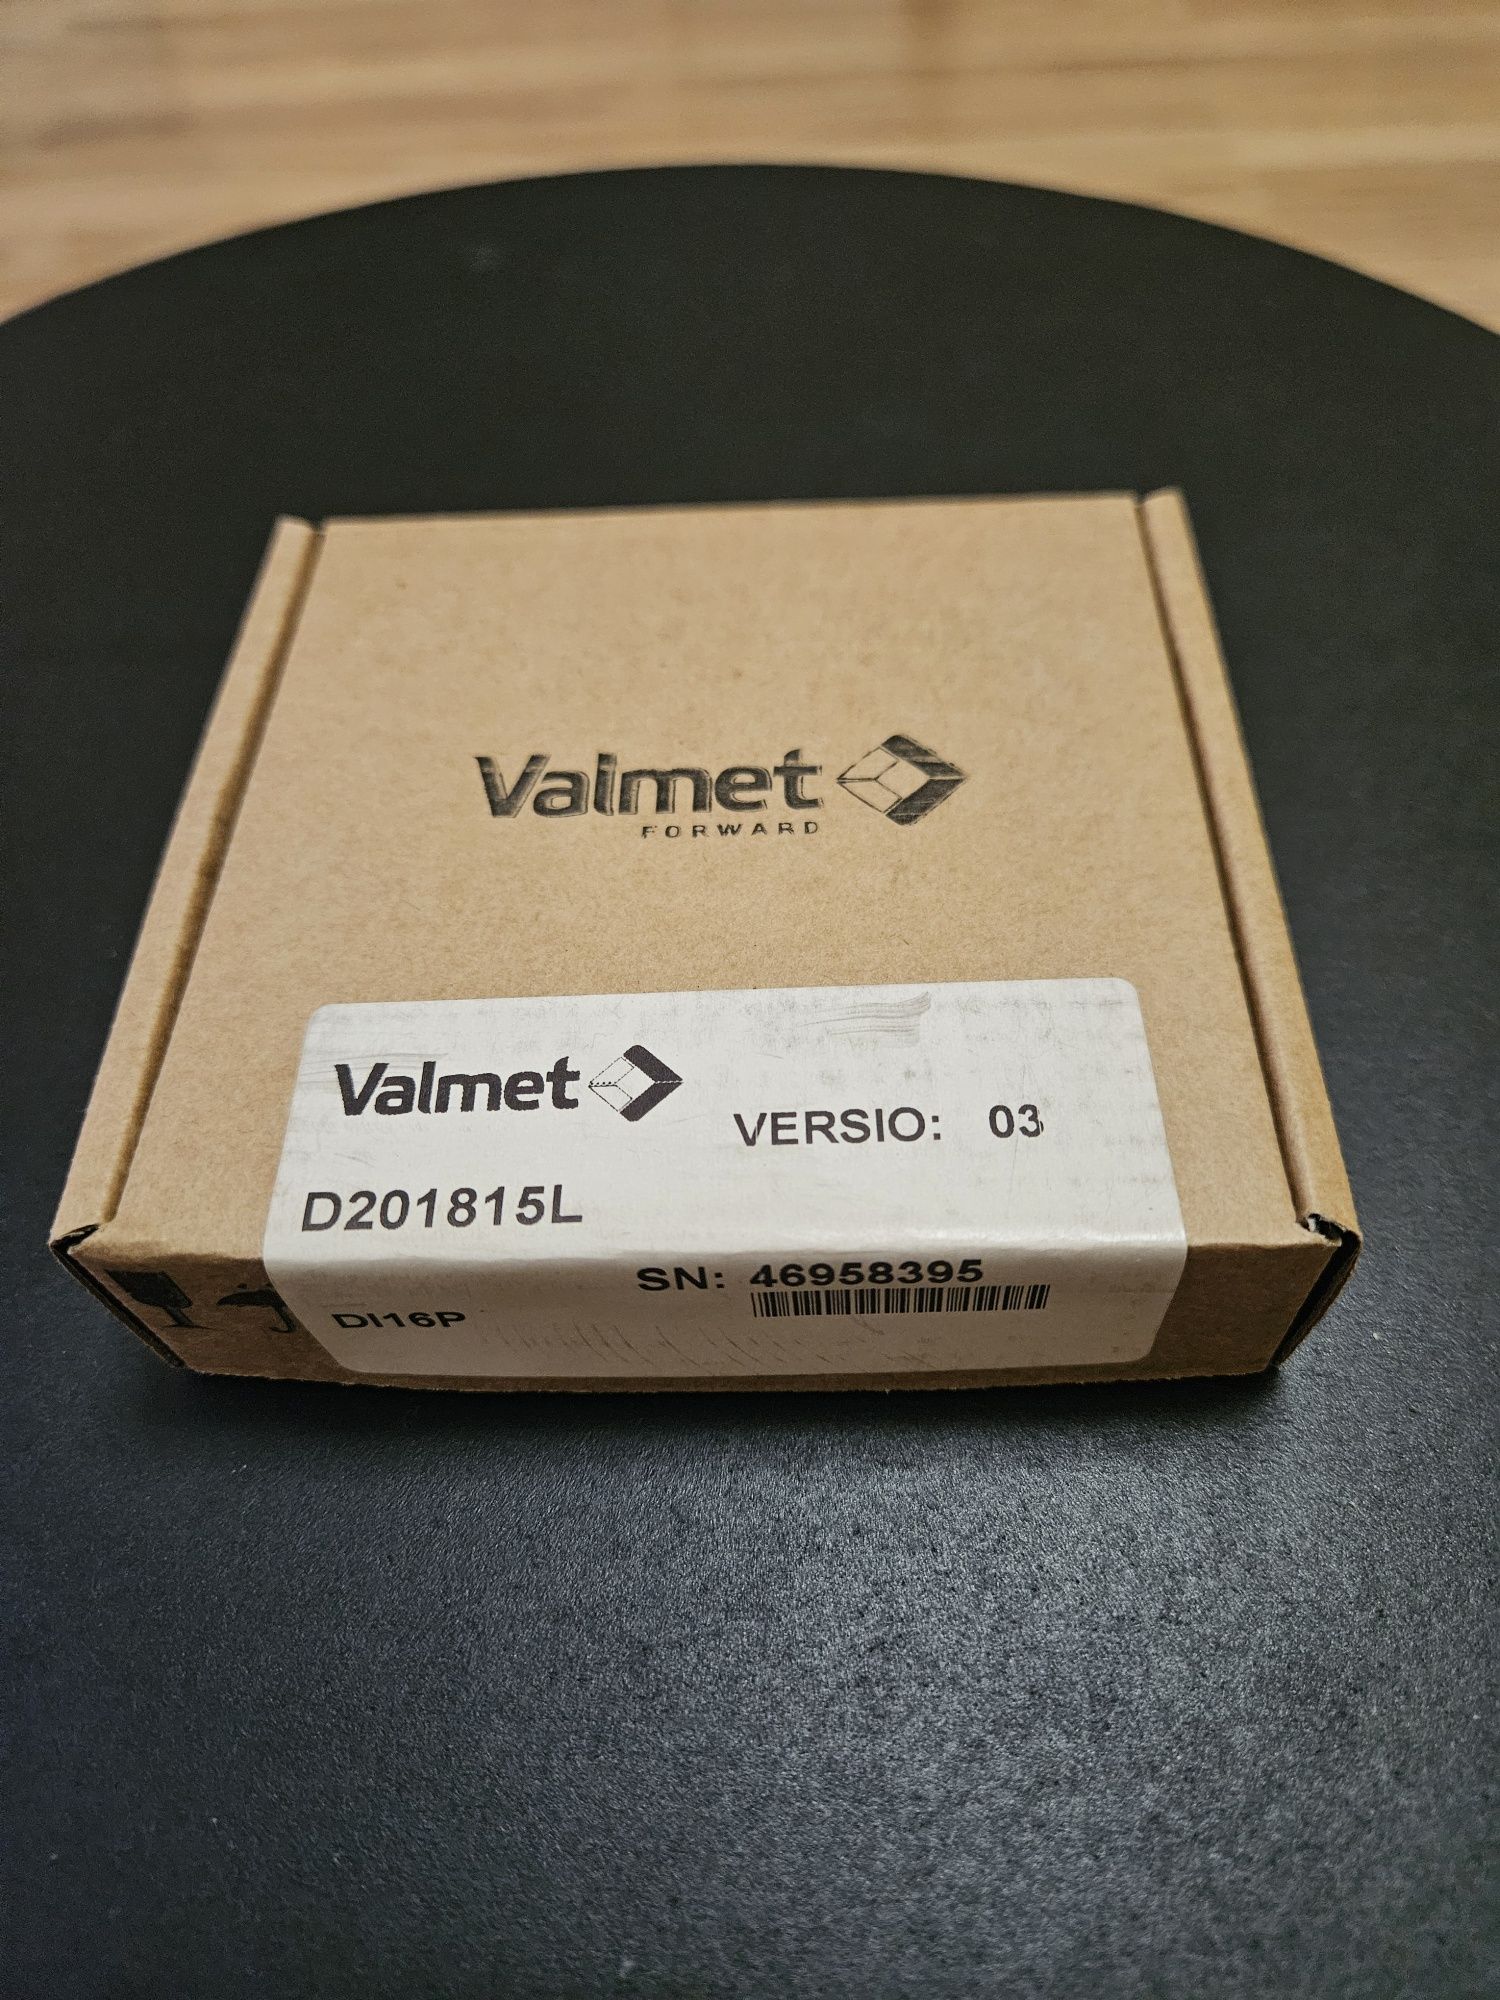 Valmet
FORWARD
Valmet
VERSIO: 03
D201815L
SN: 46958395
DI16P